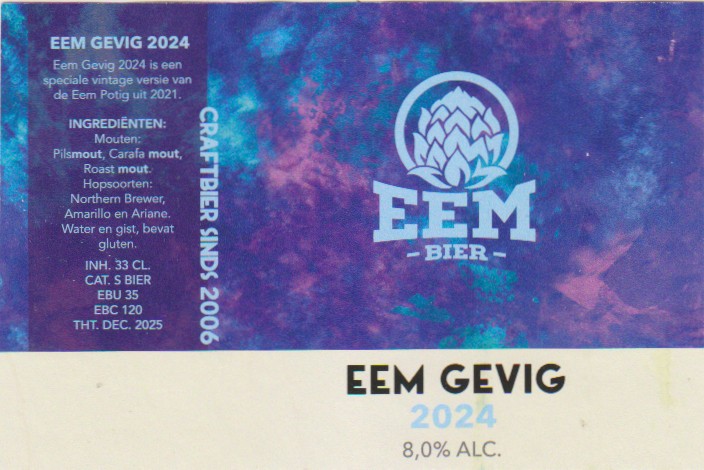 EEM GEVIG 2024
Eem Gevig 2024 is een
speciale vintage versie van
de Eem Potig uit 2021.
INGREDIËNTEN:
Mouten:
Pilsmout, Carafa mout,
Roast mout.
Hopsoorten:
Northern Brewer,
Amarillo en Ariane.
Water en gist, bevat
gluten.
INH. 33 CL.
CAT. S BIER
EBU 35
EBC 120
THT. DEC. 2025
CRAFTBIER SINDS 2006
EEM
- BIER -
EEM GEVIG
2024
8,0% ALC.